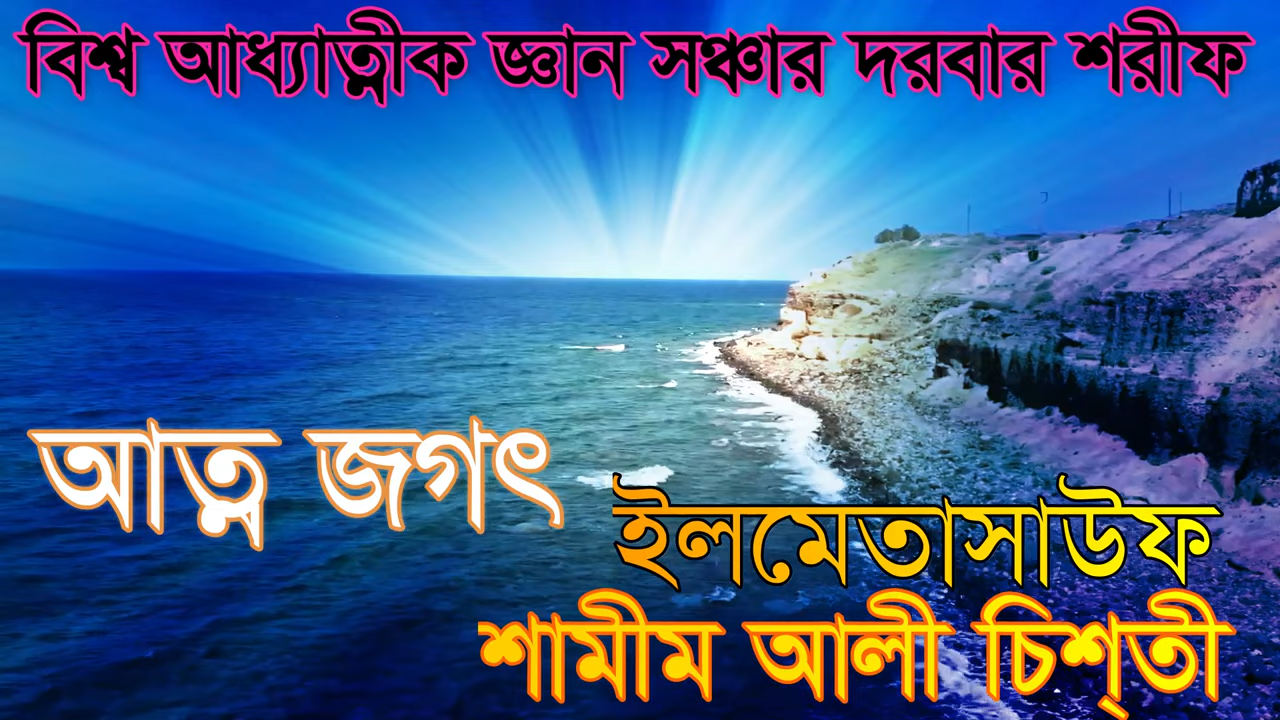 বিশ্ব আধ্যাত্নীক জ্ঞান সঞ্চার দরবার শরীফ
আত্ন জগৎ
ইলমেতাসাউফ
শামীম আলী চিশ্তী